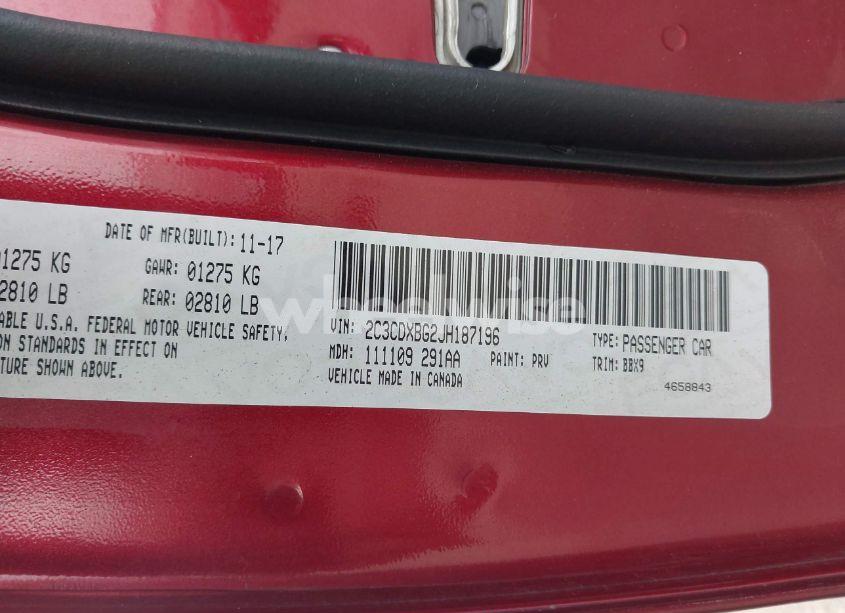 DATE OF MFR(BUILT): 11-17
01275 KG GAWR: 01275 KG
2810 LB REAR: 02810 LB
ABLE U.S.A. FEDERAL MOTOR VEHICLE SAFETY,
ON STANDARDS IN EFFECT ON
TURE SHOWN ABOVE.
VIN: 2C3CDXBG2JH187196 TYPE: PASSENGER CAR
MDH: 111109 291AA PAINT: PRV TRIM: BBX9
VEHICLE MADE IN CANADA 4658843
wheelwise